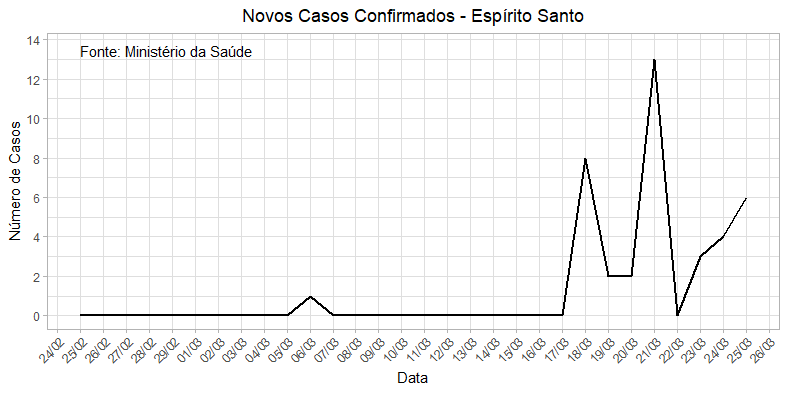 Novos Casos Confirmados - Espírito Santo
Fonte: Ministério da Saúde
Número de Casos
14
12
10
8
6
4
2
0
24/02 25/02 26/02 27/02 28/02 29/02 01/03 02/03 03/03 04/03 05/03 06/03 07/03 08/03 09/03 10/03 11/03 12/03 13/03 14/03 15/03 16/03 17/03 18/03 19/03 20/03 21/03 22/03 23/03 24/03 25/03 26/03
Data